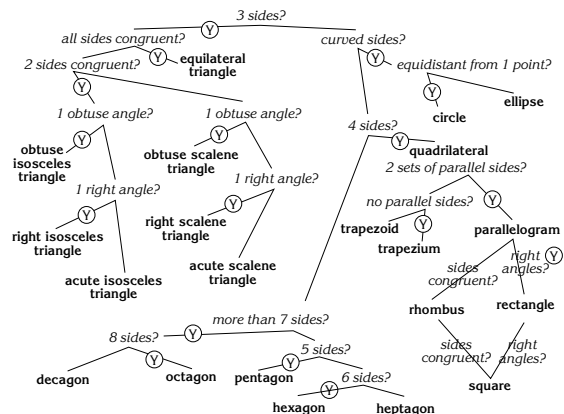 3 sides?
Y
all sides congruent?
curved sides?
Y
equilateral
triangle
2 sides congruent?
Y
equidistant from 1 point?
Y
Y
circle
ellipse
1 obtuse angle?
1 obtuse angle?
4 sides?
Y
Y
Y
obtuse
isosceles
triangle
obtuse scalene
triangle
quadrilateral
2 sets of parallel sides?
1 right angle?
1 right angle?
no parallel sides?
Y
Y
Y
Y
right isosceles
triangle
right scalene
triangle
trapezoid
trapezium
parallelogram
acute isosceles
triangle
acute scalene
triangle
sides
congruent?
right
angles?
Y
rhombus
rectangle
more than 7 sides?
Y
sides
congruent?
right
angles?
square
8 sides?
Y
decagon
octagon
5 sides?
Y
pentagon
6 sides?
Y
hexagon
heptagon